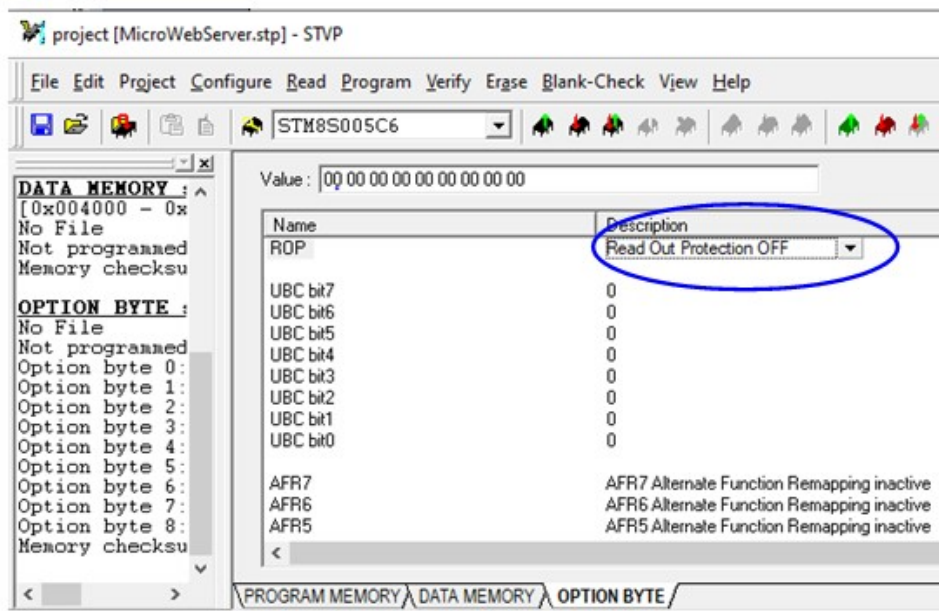 project [MicroWebServer.stp] - STVP
File Edit Project Configure Read Program Verify Erase Blank-Check View Help
STM8S005C6
DATA MEMORY :
[0x004000 - 0x
No File
Not programmed
Memory checksu
OPTION BYTE :
No File
Not programmed
Option byte 0:
Option byte 1:
Option byte 2:
Option byte 3:
Option byte 4:
Option byte 5:
Option byte 6:
Option byte 7:
Option byte 8:
Memory checksu
Value : 00 00 00 00 00 00 00 00 00
Name Description
ROP Read Out Protection OFF
UBC bit7 0
UBC bit6 0
UBC bit5 0
UBC bit4 0
UBC bit3 0
UBC bit2 0
UBC bit1 0
UBC bit0 0
AFR7 AFR7 Alternate Function Remapping inactive
AFR6 AFR6 Alternate Function Remapping inactive
AFR5 AFR5 Alternate Function Remapping inactive
PROGRAM MEMORY DATA MEMORY OPTION BYTE